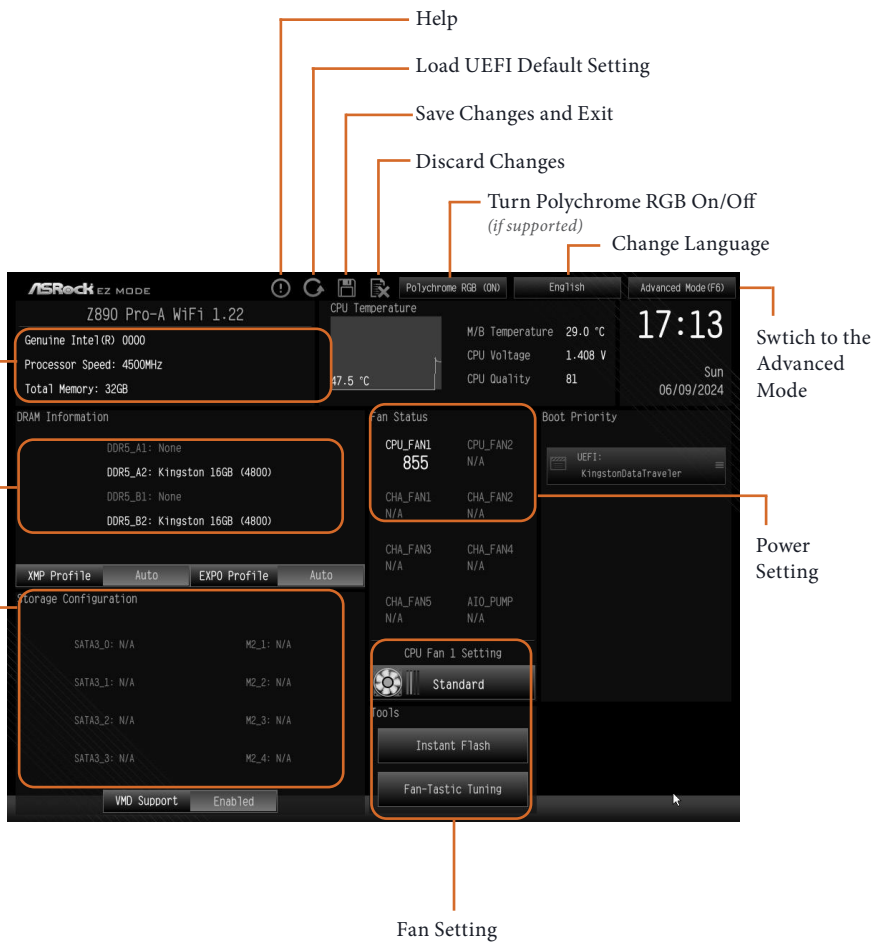 Help
Load UEFI Default Setting
Save Changes and Exit
Discard Changes
Turn Polychrome RGB On/Off
(if supported)
Change Language
ASRock EZ MODE
Polychrome RGB (ON)
English
Advanced Mode(F6)
Z890 Pro-A WiFi 1.22
Genuine Intel(R) 0000
Processor Speed: 4500MHz
Total Memory: 32GB
CPU Temperature
47.5 °C
M/B Temperature 29.0 °C
CPU Voltage 1.408 V
CPU Quality 81
17:13
Sun
06/09/2024
Swtich to the
Advanced
Mode
DRAM Information
DDR5_A1: None
DDR5_A2: Kingston 16GB (4800)
DDR5_B1: None
DDR5_B2: Kingston 16GB (4800)
XMP Profile Auto EXPO Profile Auto
Fan Status
CPU_FAN1 CPU_FAN2
855 N/A
CHA_FAN1 CHA_FAN2
N/A N/A
CHA_FAN3 CHA_FAN4
N/A N/A
CHA_FAN5 AIO_PUMP
N/A N/A
Boot Priority
UEFI:
KingstonDataTraveler
Power
Setting
Storage Configuration
SATA3_0: N/A M2_1: N/A
SATA3_1: N/A M2_2: N/A
SATA3_2: N/A M2_3: N/A
SATA3_3: N/A M2_4: N/A
VMD Support Enabled
CPU Fan 1 Setting
Standard
Tools
Instant Flash
Fan-Tastic Tuning
Fan Setting